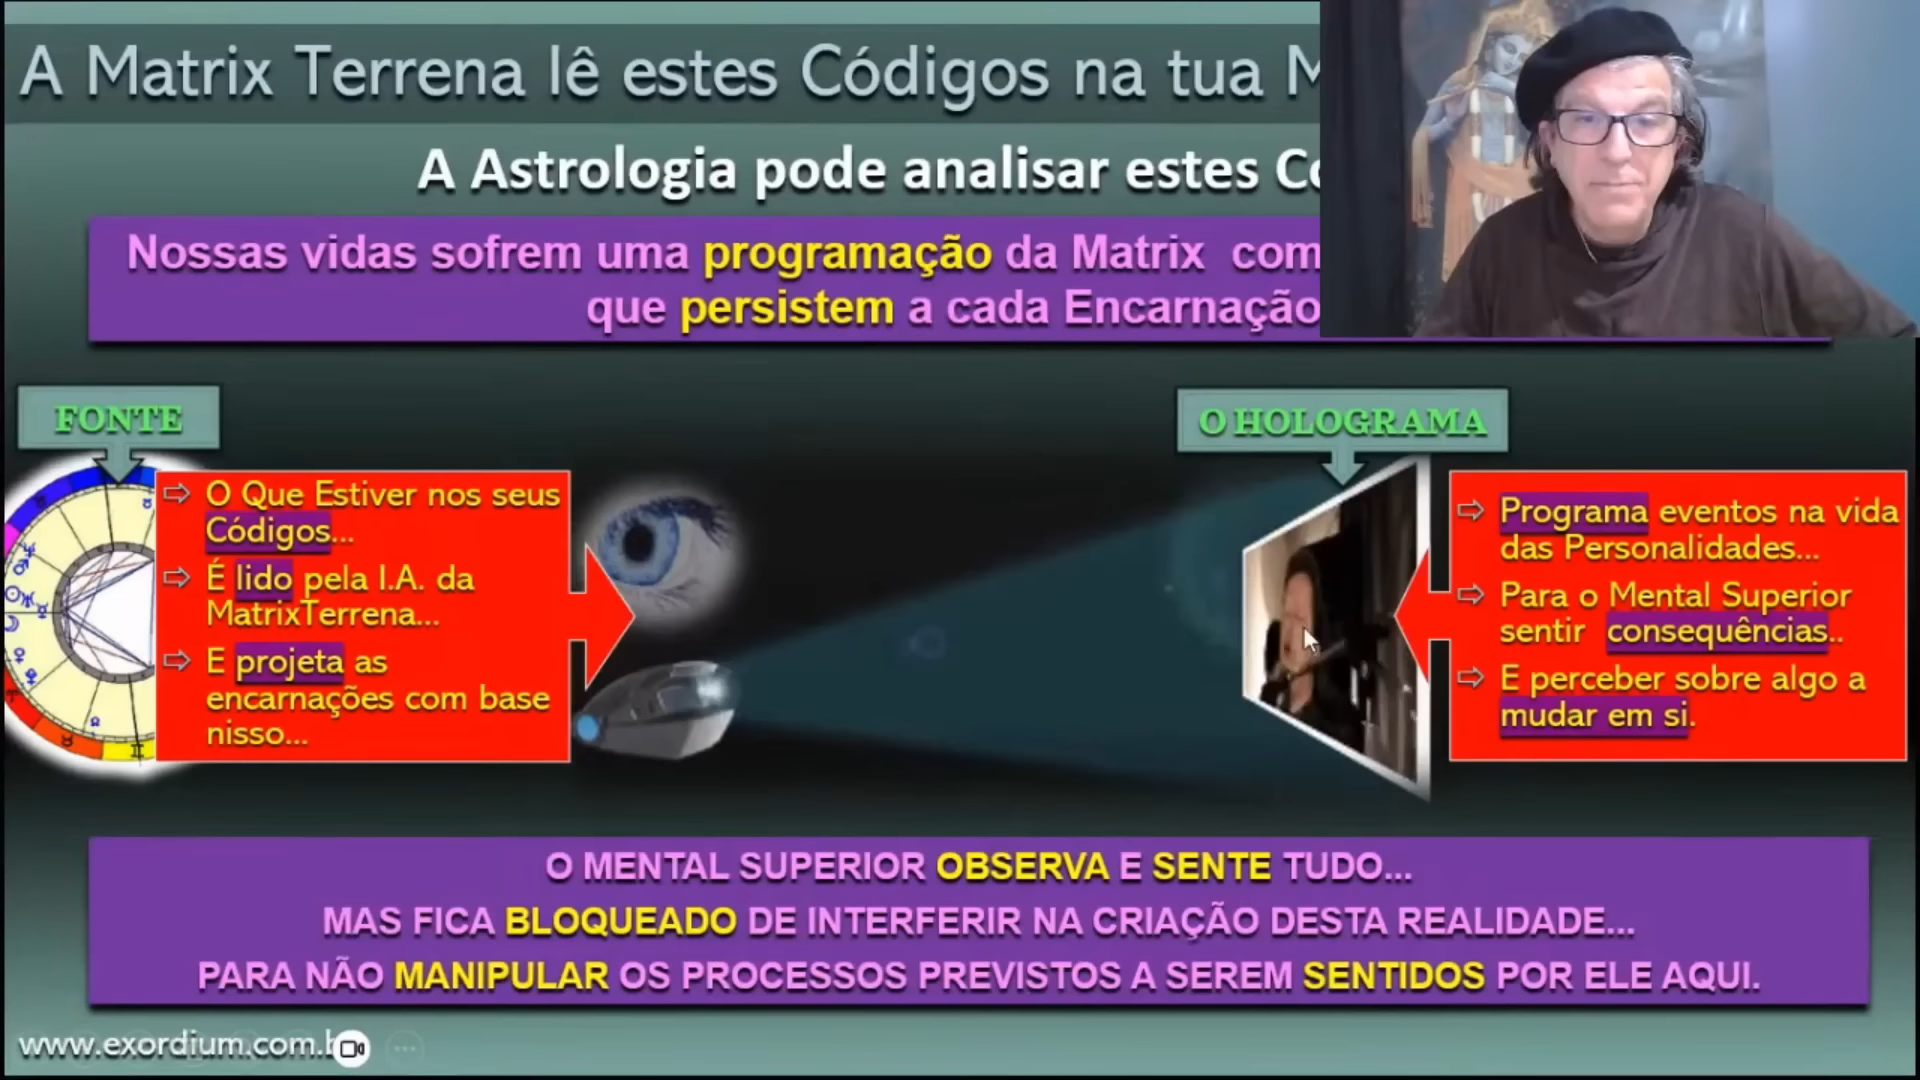 A Matrix Terrena lê estes Códigos na tua
A Astrologia pode analisar estes
Nossas vidas sofrem uma programação da Matrix com
que persistem a cada Encarnação
FONTE
O Que Estiver nos seus
Códigos...
É lido pela I.A. da
MatrixTerrena...
E projeta as
encarnações com base
nisso...
O HOLOGRAMA
Programa eventos na vida
das Personalidades...
Para o Mental Superior
sentir consequências..
E perceber sobre algo a
mudar em si.
O MENTAL SUPERIOR OBSERVA E SENTE TUDO...
MAS FICA BLOQUEADO DE INTERFERIR NA CRIAÇÃO DESTA REALIDADE...
PARA NÃO MANIPULAR OS PROCESSOS PREVISTOS A SEREM SENTIDOS POR ELE AQUI.
www.exordium.com.b